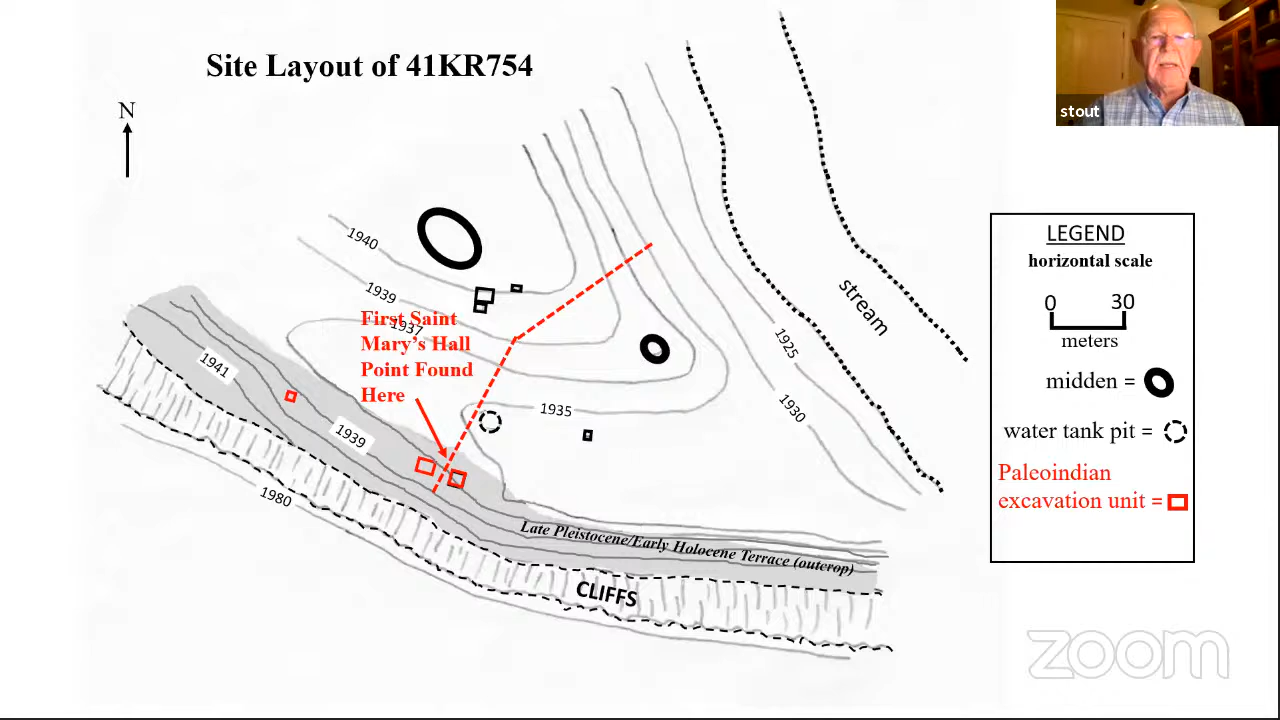 Site Layout of 41KR754
stout
N
LEGEND
horizontal scale
0 30
meters
midden =
water tank pit =
Paleoindian
excavation unit =
1940
1939
1937
First Saint
Mary's Hall
Point Found
Here
stream
1925
1930
1935
1941
1939
1980
Late Pleistocene/Early Holocene Terrace (outerop)
CLIFFS
zoom